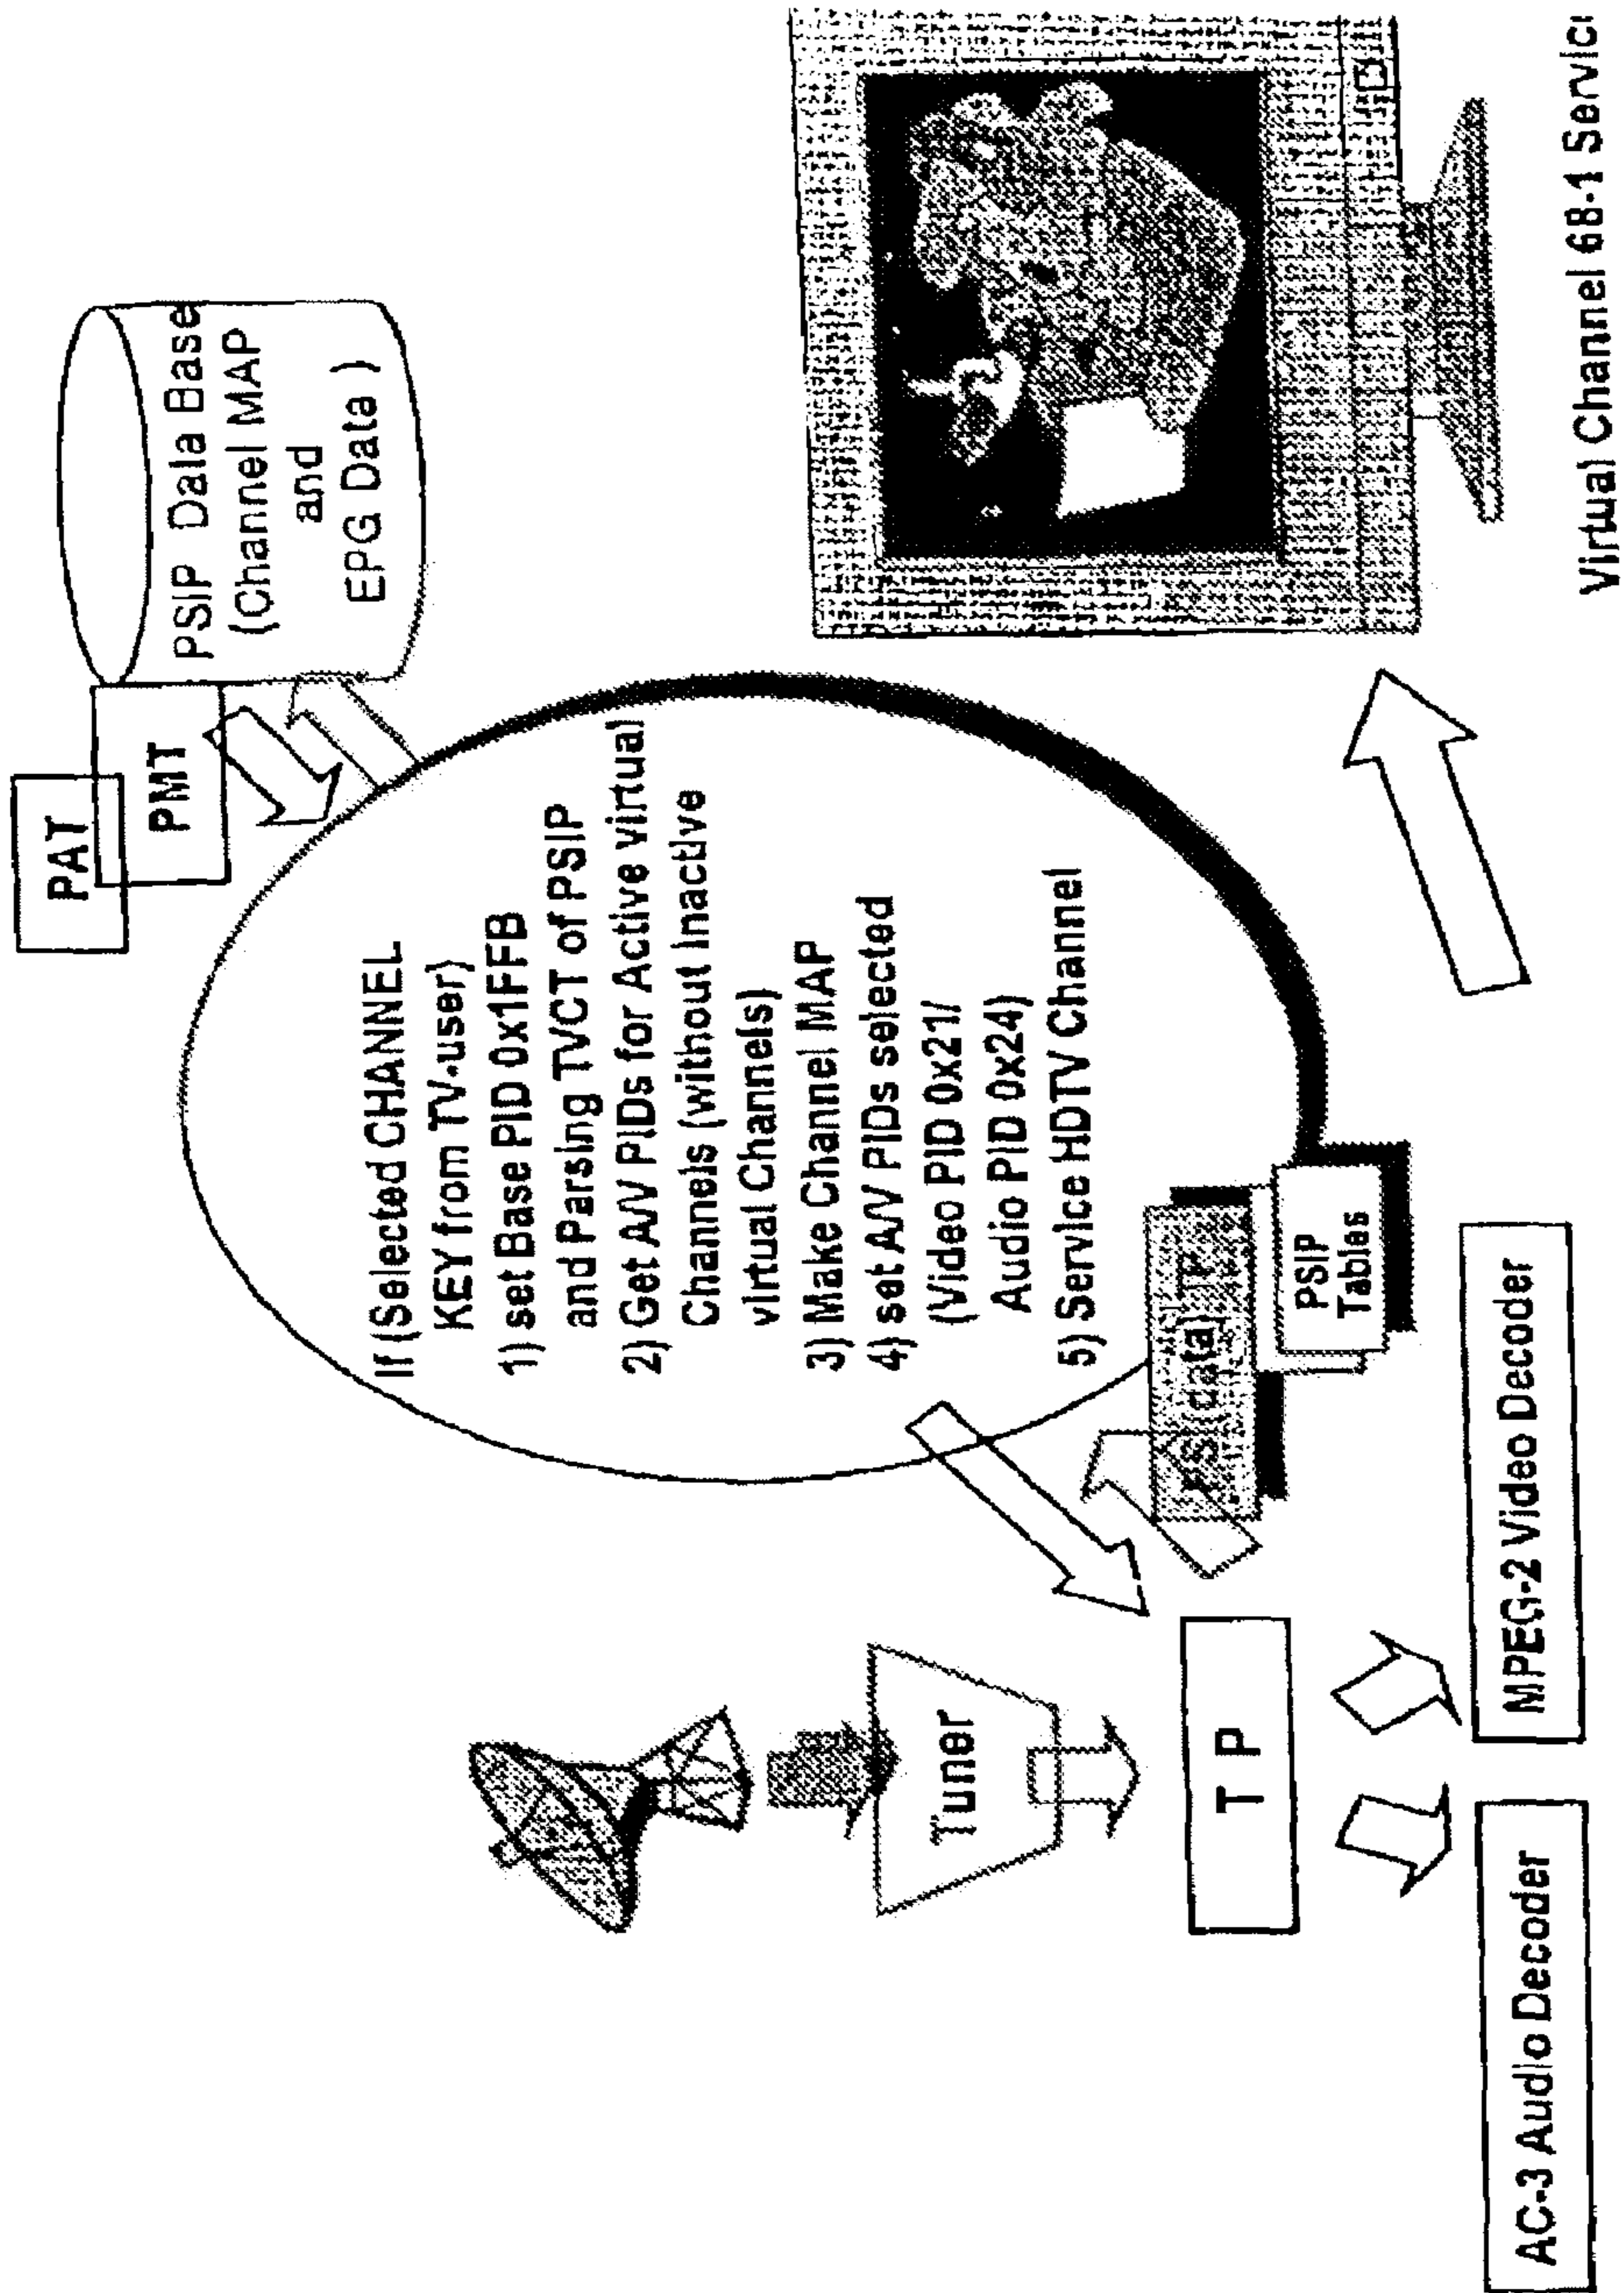 PAT
PMT
PSIP Data Base
(Channel MAP
and
EPG Data )
If (Selected CHANNEL
KEY from TV-user)
1) set Base PID 0x1FFB
and Parsing TVCT of PSIP
2) Get A/V PIDs for Active virtual
Channels (without Inactive
virtual Channels)
3) Make Channel MAP
4) set A/V PIDs selected
(Video PID 0x21/
Audio PID 0x24)
5) Service HDTV Channel
Tuner
T P
(data) TP
PSIP
Tables
AC-3 Audio Decoder
MPEG-2 Video Decoder
Virtual Channel 68-1